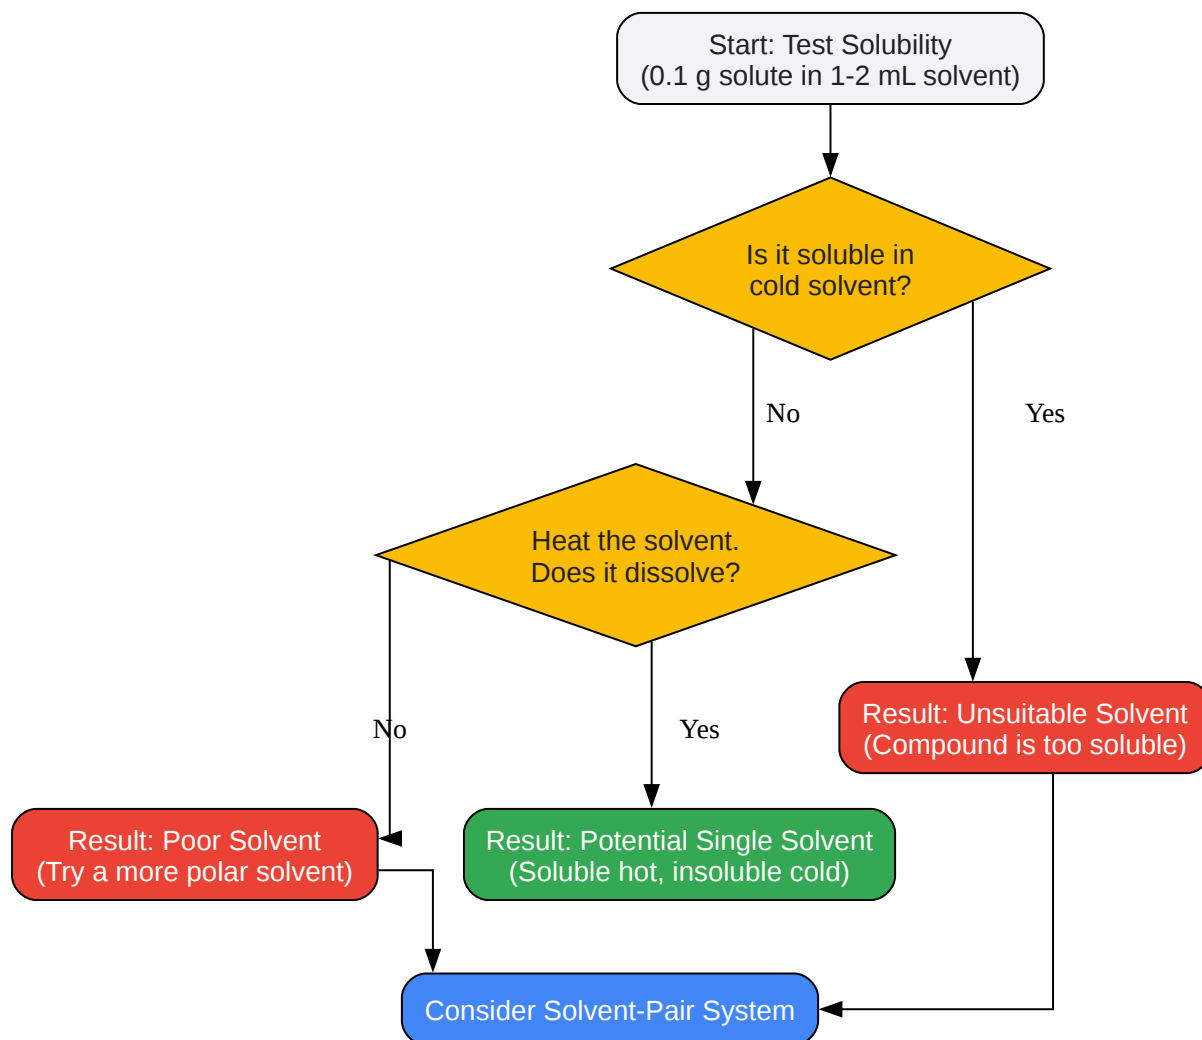 Start: Test Solubility
(0.1 g solute in 1-2 mL solvent)
Is it soluble in
cold solvent?
No
Yes
Heat the solvent.
Does it dissolve?
No
Yes
Result: Unsuitable Solvent
(Compound is too soluble)
Result: Poor Solvent
(Try a more polar solvent)
Result: Potential Single Solvent
(Soluble hot, insoluble cold)
Consider Solvent-Pair System